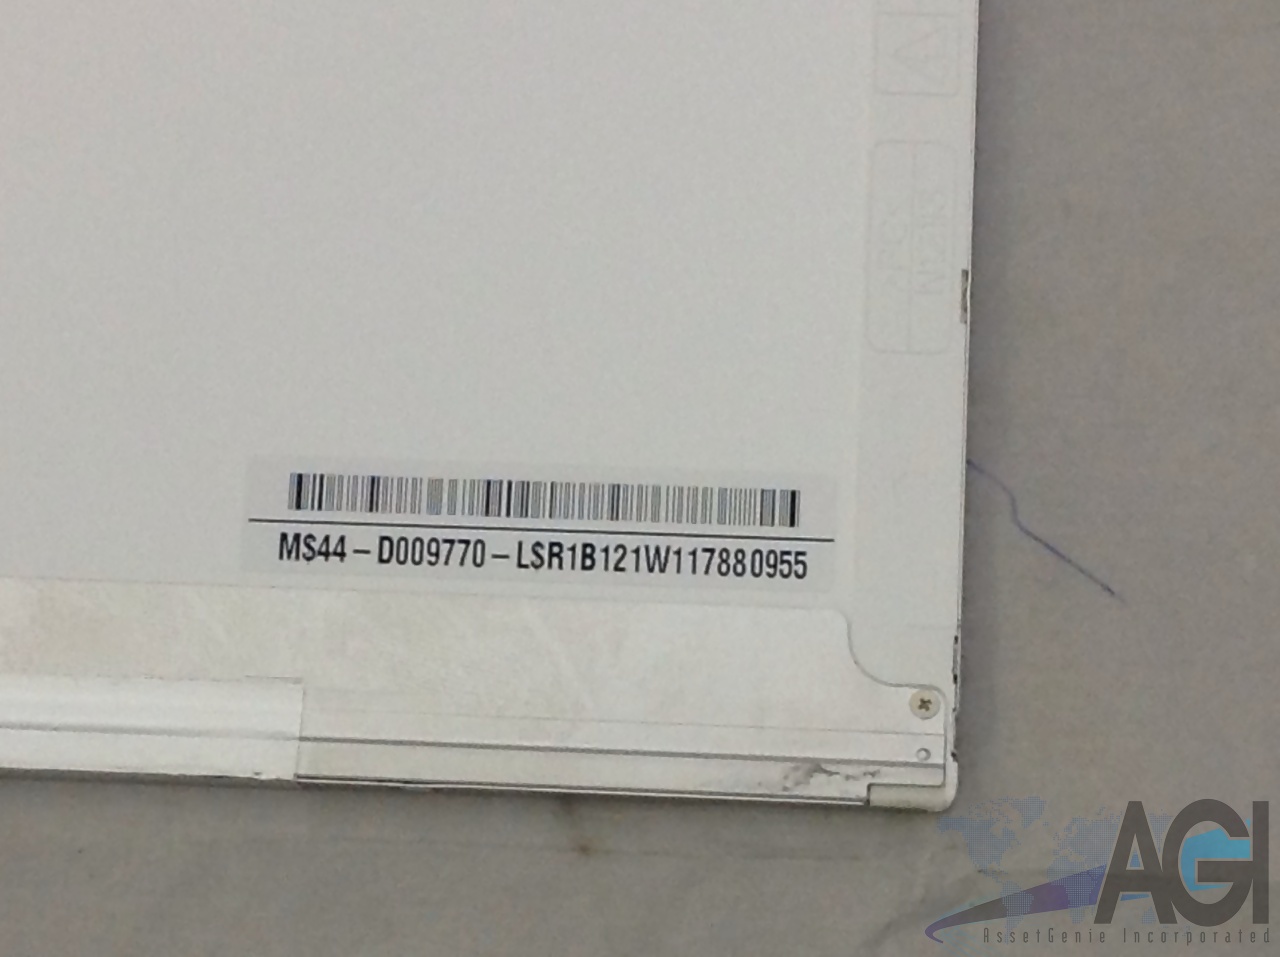 MS44-D009770-LSR1B121W117880955
AGI
AssetGenie Incorporated